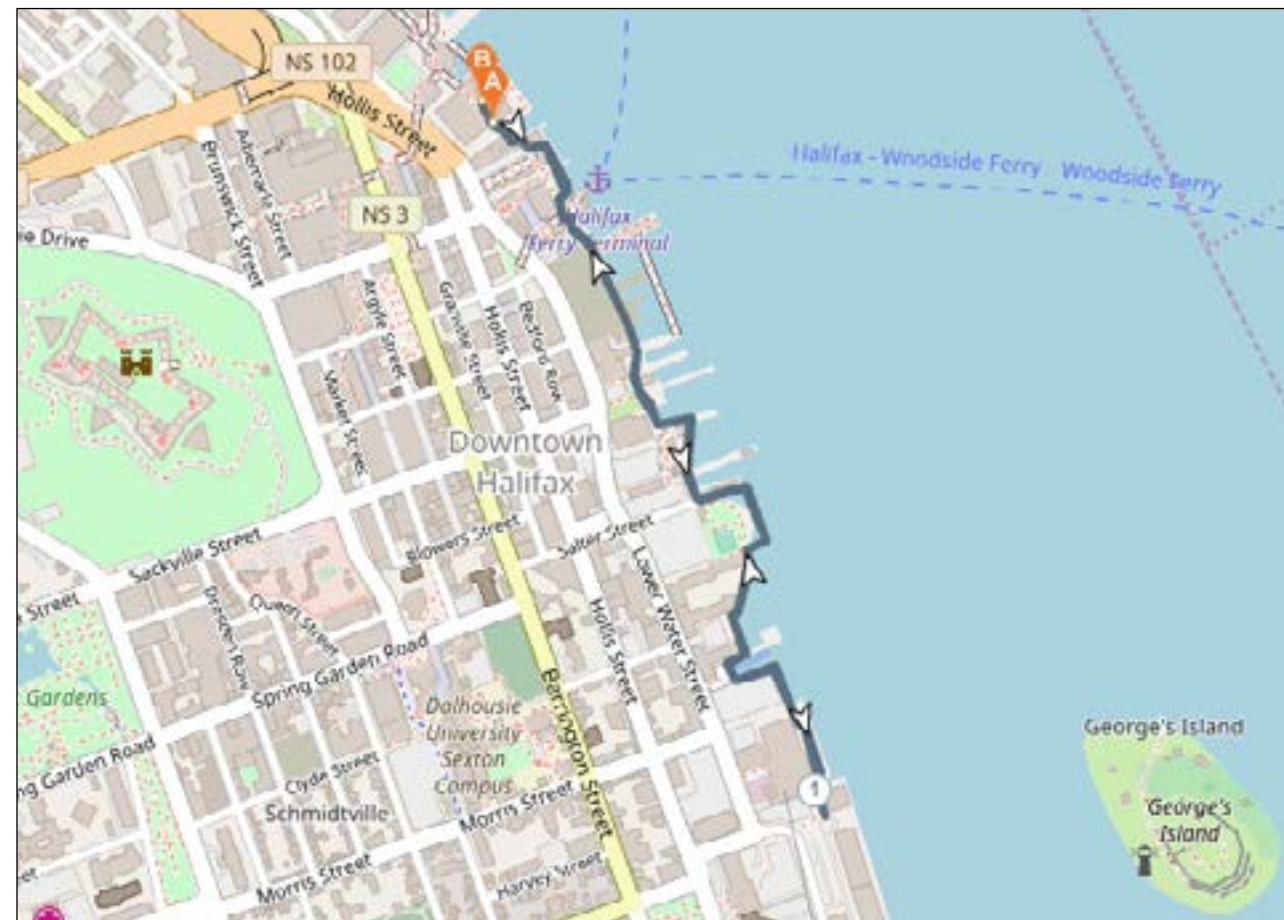 NS 102
B
A
Hollis Street
Albemarle Street
Brunswick Street
Halifax - Woodside Ferry
Woodside Ferry
NS 3
Halifax
Ferry Terminal
Drive
Argyle Street
Granville Street
Hollis Street
Bedford Row
Market Street
Downtown
Halifax
Sackville Street
Blowers Street
Salter Street
Lower Water Street
Street
Dresden Row
Queen Street
Hollis Street
Spring Garden Road
Gardens
Barrington Street
Dalhousie
University
Sexton
Campus
George's Island
ng Garden Road
Clyde Street
1
Schmidtville
Morris Street
George's
Island
Morris Street
Harvey Street